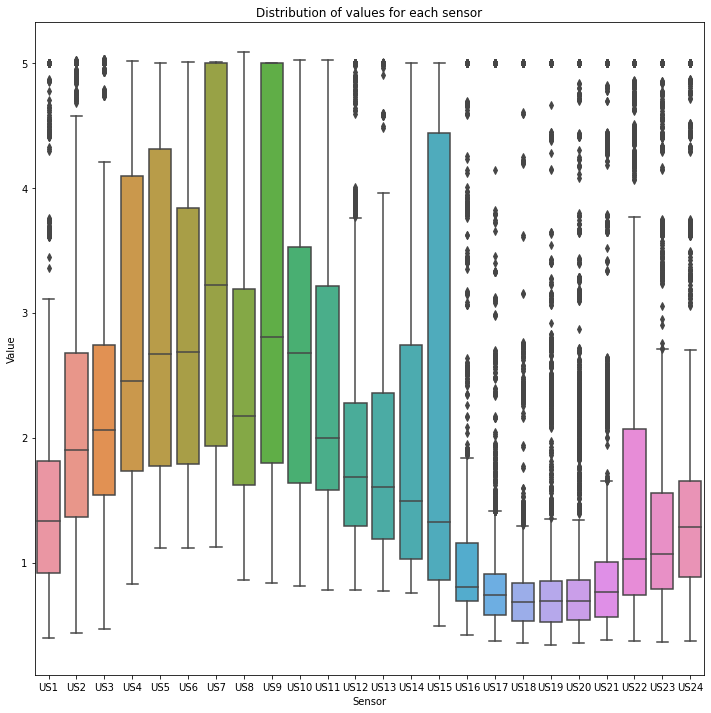 Distribution of values for each sensor
5
4
3
2
1
Value
US1 US2 US3 US4 US5 US6 US7 US8 US9 US10 US11 US12 US13 US14 US15 US16 US17 US18 US19 US20 US21 US22 US23 US24
Sensor